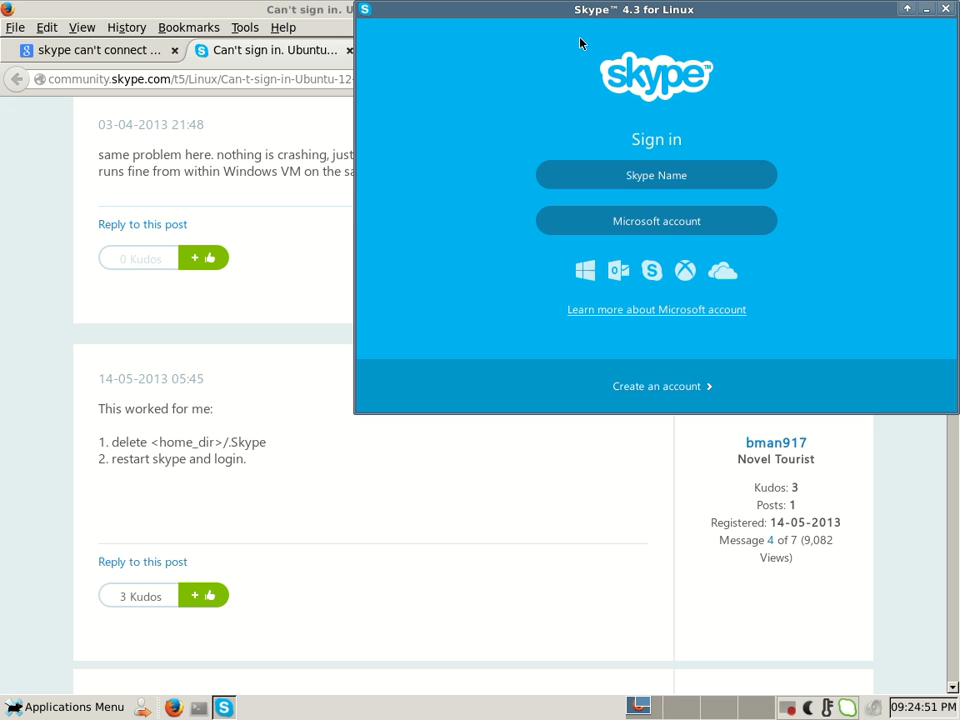 Can't sign in. U
Skype™ 4.3 for Linux
File Edit View History Bookmarks Tools Help
skype can't connect ...
Can't sign in. Ubuntu...
community.skype.com/t5/Linux/Can-t-sign-in-Ubuntu-12-
skype™
Sign in
Skype Name
Microsoft account
Learn more about Microsoft account
Create an account
03-04-2013 21:48
same problem here. nothing is crashing, just
runs fine from within Windows VM on the sa
Reply to this post
0 Kudos
+
14-05-2013 05:45
This worked for me:
1. delete <home_dir>/.Skype
2. restart skype and login.
Reply to this post
3 Kudos
+
bman917
Novel Tourist
Kudos: 3
Posts: 1
Registered: 14-05-2013
Message 4 of 7 (9,082
Views)
Applications Menu
09:24:51 PM